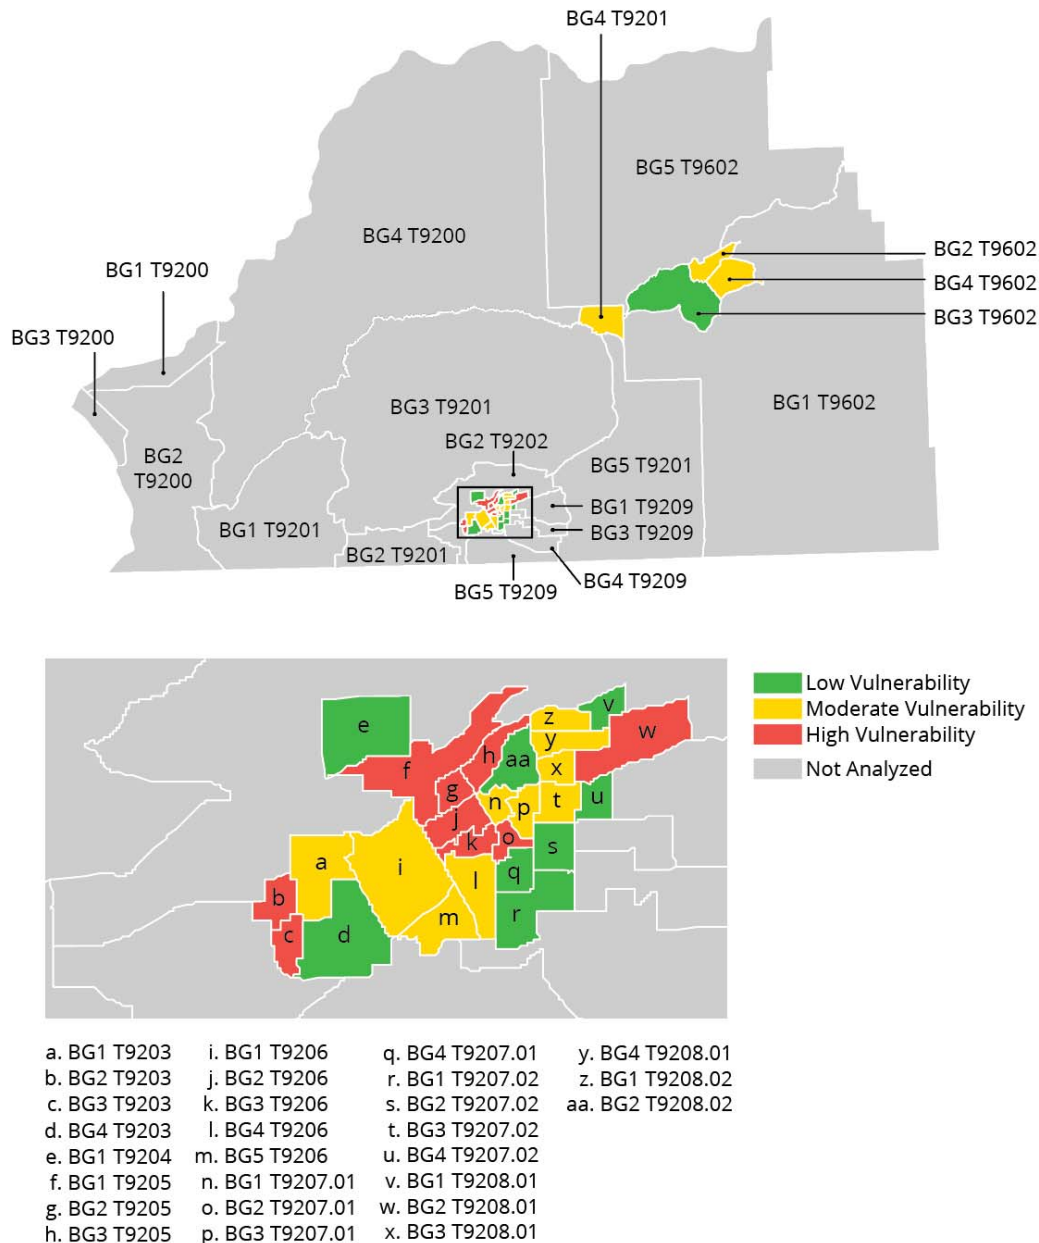 BG4 T9201
BG5 T9602
BG4 T9200
BG2 T9602
BG1 T9200
BG4 T9602
BG3 T9602
BG3 T9200
BG1 T9602
BG3 T9201
BG2 T9202
BG2
T9200
BG5 T9201
BG1 T9209
BG1 T9201
BG3 T9209
BG2 T9201
BG4 T9209
BG5 T9209
Low Vulnerability
Moderate Vulnerability
High Vulnerability
Not Analyzed
e
v
z
w
y
h
aa
f
x
g
n
p
t
u
j
k
o
s
a
i
l
q
b
m
r
c
d
a. BG1 T9203
b. BG2 T9203
c. BG3 T9203
d. BG4 T9203
e. BG1 T9204
f. BG1 T9205
g. BG2 T9205
h. BG3 T9205
i. BG1 T9206
j. BG2 T9206
k. BG3 T9206
l. BG4 T9206
m. BG5 T9206
n. BG1 T9207.01
o. BG2 T9207.01
p. BG3 T9207.01
q. BG4 T9207.01
r. BG1 T9207.02
s. BG2 T9207.02
t. BG3 T9207.02
u. BG4 T9207.02
v. BG1 T9208.01
w. BG2 T9208.01
x. BG3 T9208.01
y. BG4 T9208.01
z. BG1 T9208.02
aa. BG2 T9208.02